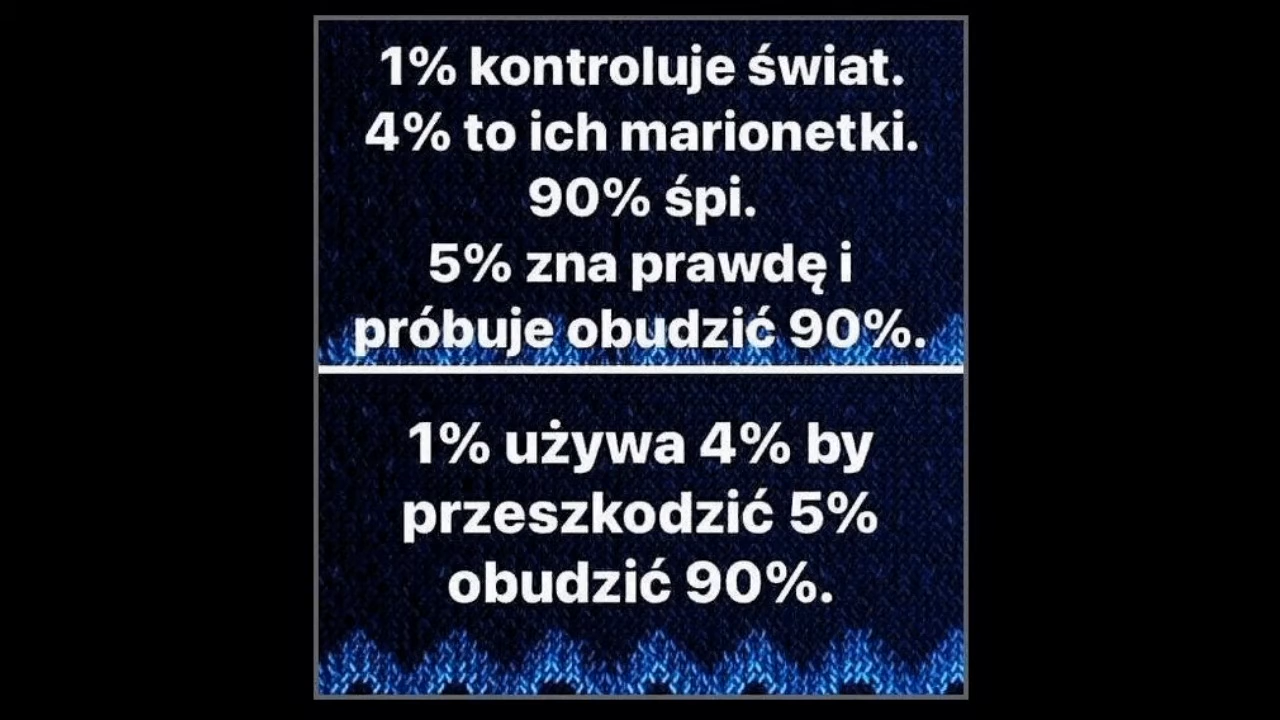 1% kontroluje świat.
4% to ich marionetki.
90% śpi.
5% zna prawdę i
próbuje obudzić 90%.
1% używa 4% by
przeszkodzić 5%
obudzić 90%.